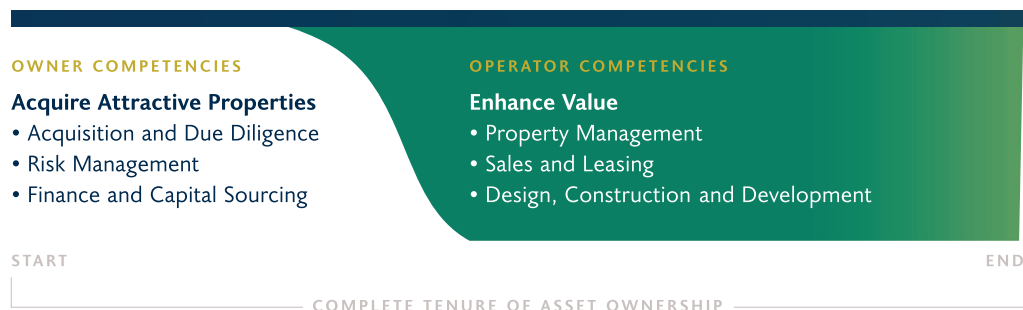 OWNER COMPETENCIES
Acquire Attractive Properties
• Acquisition and Due Diligence
• Risk Management
• Finance and Capital Sourcing
OPERATOR COMPETENCIES
Enhance Value
• Property Management
• Sales and Leasing
• Design, Construction and Development
START
END
COMPLETE TENURE OF ASSET OWNERSHIP